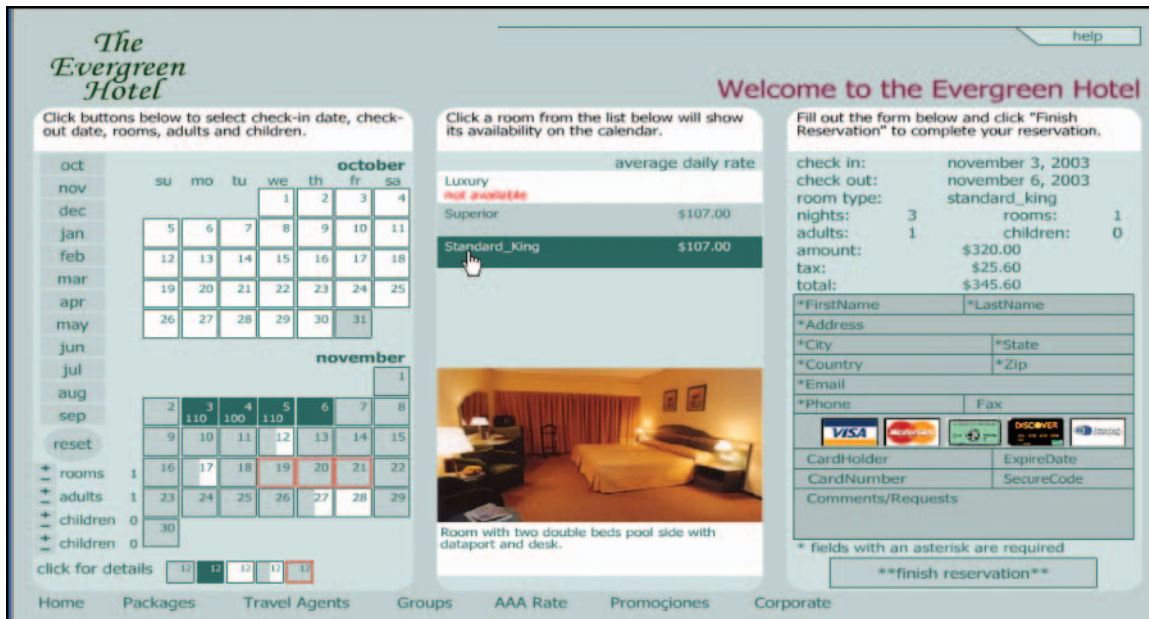 The
Evergreen
Hotel
help
Welcome to the Evergreen Hotel
Click buttons below to select check-in date, check-
out date, rooms, adults and children.
oct
nov
dec
jan
feb
mar
apr
may
jun
jul
aug
sep
reset
+ - rooms 1
+ - adults 1
+ - children 0
+ - children 0
october
su mo tu we th fr sa
1 2 3 4
5 6 7 8 9 10 11
12 13 14 15 16 17 18
19 20 21 22 23 24 25
26 27 28 29 30 31
november
1
2 3 4 5 6 7 8
110 100 110
9 10 11 12 13 14 15
16 17 18 19 20 21 22
23 24 25 26 27 28 29
30
click for details 12 12 12 12 12
Click a room from the list below will show
its availability on the calendar.
average daily rate
Luxury
not available
Superior $107.00
Standard_King $107.00
Room with two double beds pool side with
dataport and desk.
Fill out the form below and click "Finish
Reservation" to complete your reservation.
check in: november 3, 2003
check out: november 6, 2003
room type: standard_king
nights: 3 rooms: 1
adults: 1 children: 0
amount: $320.00
tax: $25.60
total: $345.60
*FirstName *LastName
*Address
*City *State
*Country *Zip
*Email
*Phone Fax
VISA MasterCard DISCOVER
CardHolder ExpireDate
CardNumber SecureCode
Comments/Requests
* fields with an asterisk are required
**finish reservation**
Home Packages Travel Agents Groups AAA Rate Promoçiones Corporate